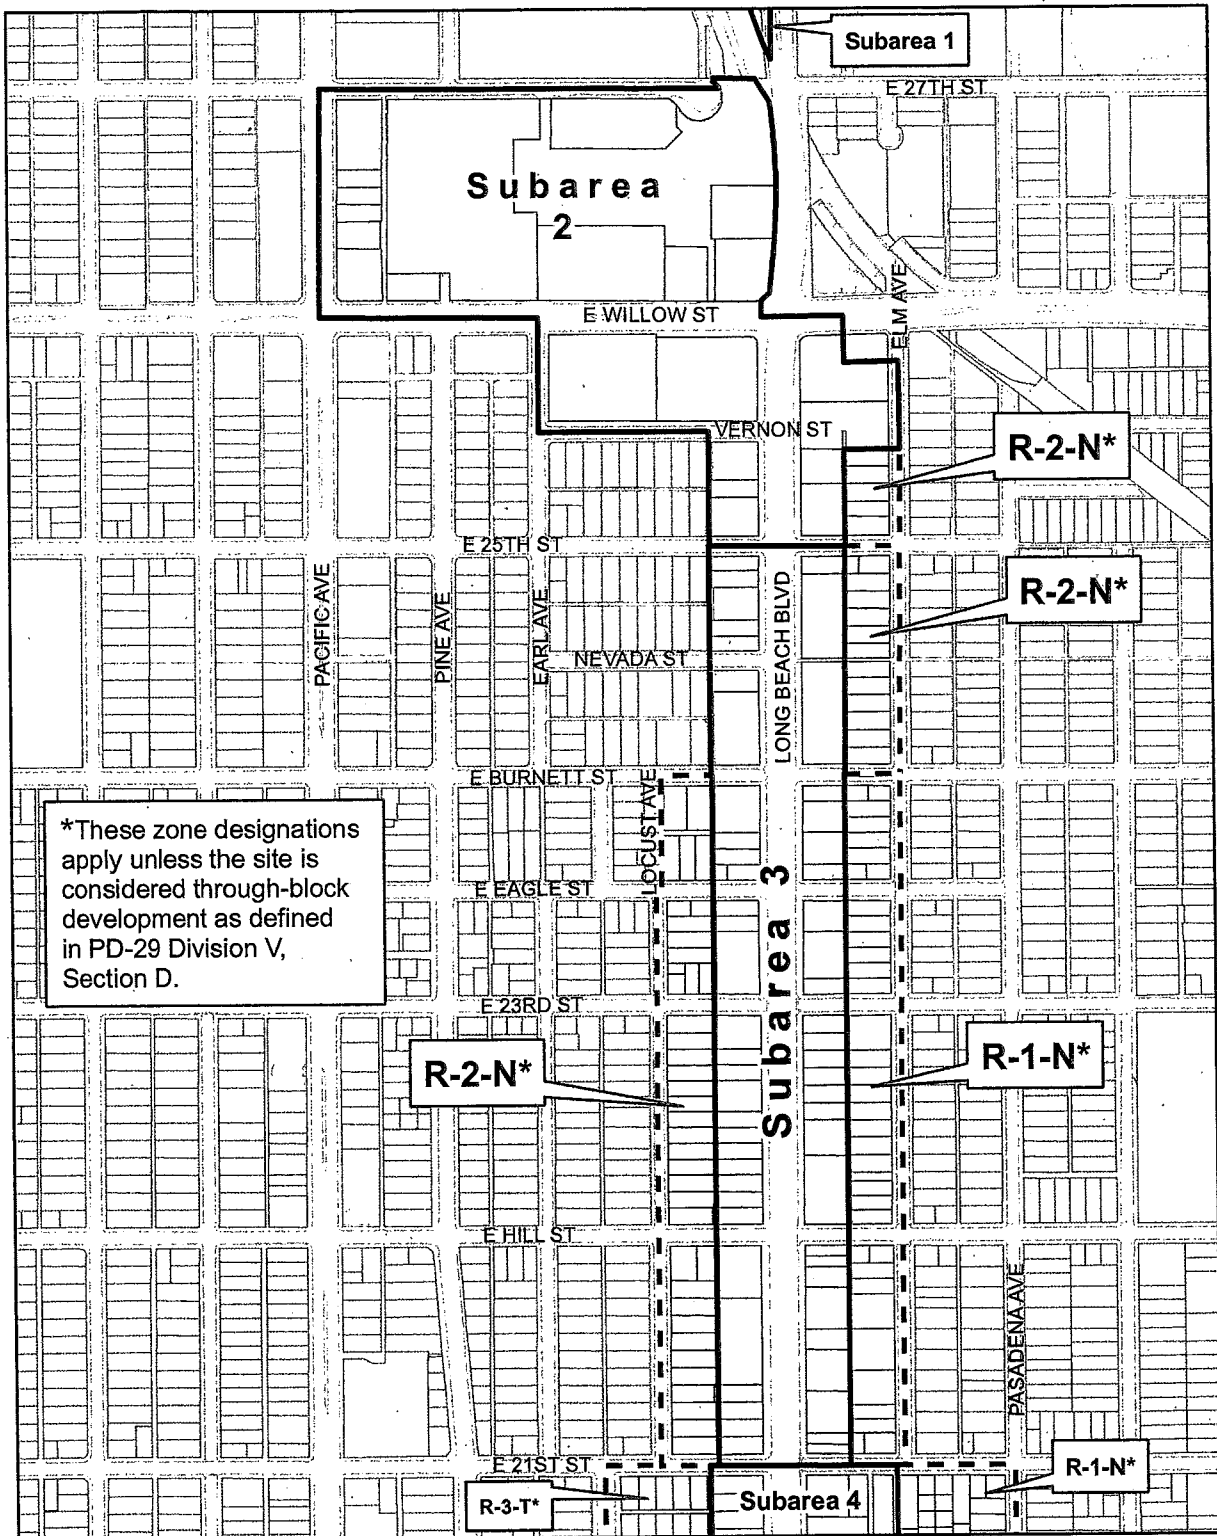 Subarea 1
E 27TH ST
Subarea
2
E WILLOW ST
ELM AVE
VERNON ST
R-2-N*
E 25TH ST
R-2-N*
PACIFIC AVE
PINE AVE
EARL AVE
LONG BEACH BLVD
NEVADA ST
E BURNETT ST
LOCUST AVE
*These zone designations
apply unless the site is
considered through-block
development as defined
in PD-29 Division V,
Section D.
E EAGLE ST
Subarea 3
E 23RD ST
R-2-N*
R-1-N*
E HILL ST
PASADENA AVE
E 21ST ST
R-1-N*
R-3-T*
Subarea 4